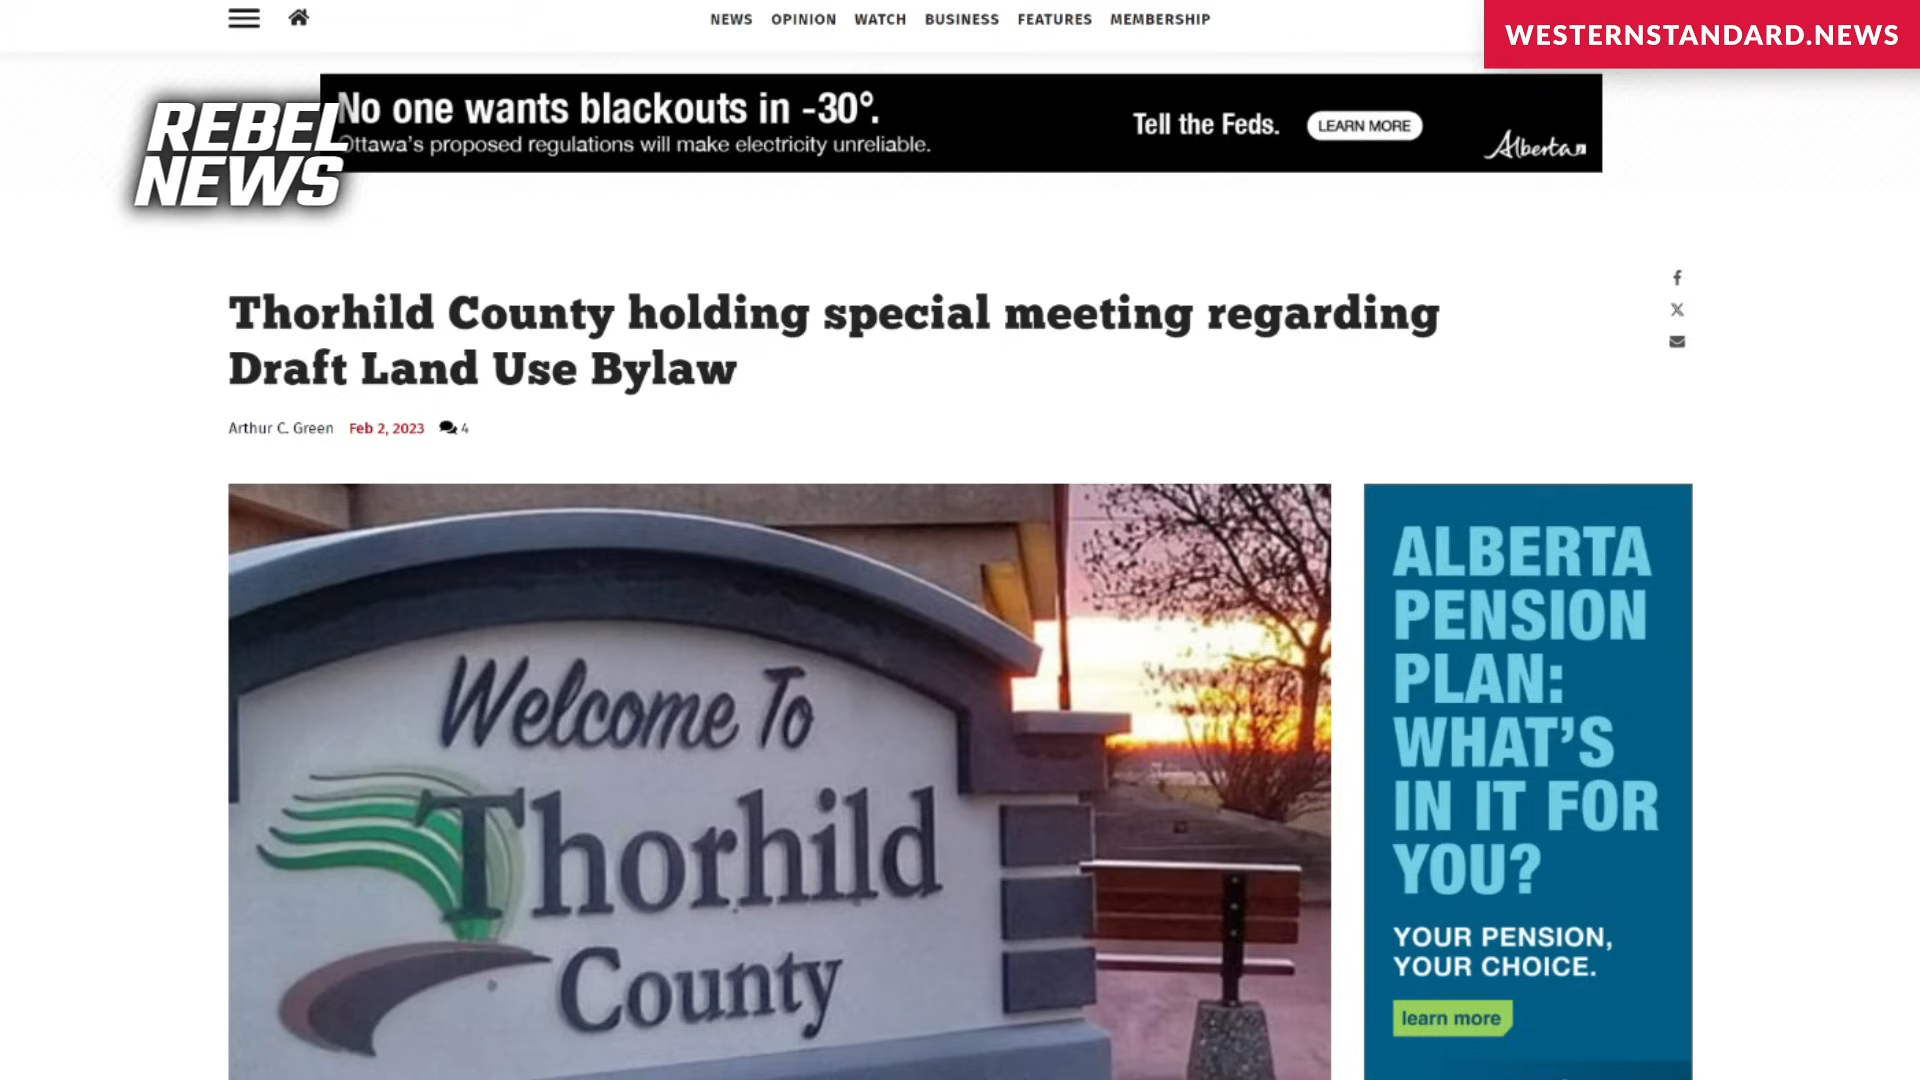 NEWS OPINION WATCH BUSINESS FEATURES MEMBERSHIP
WESTERNSTANDARD.NEWS
REBEL
NEWS
No one wants blackouts in -30°.
Ottawa's proposed regulations will make electricity unreliable.
Tell the Feds.
LEARN MORE
Alberta
Thorhild County holding special meeting regarding
Draft Land Use Bylaw
Arthur C. Green Feb 2, 2023 4
Welcome To
Thorhild
County
ALBERTA
PENSION
PLAN:
WHAT'S
IN IT FOR
YOU?
YOUR PENSION,
YOUR CHOICE.
learn more